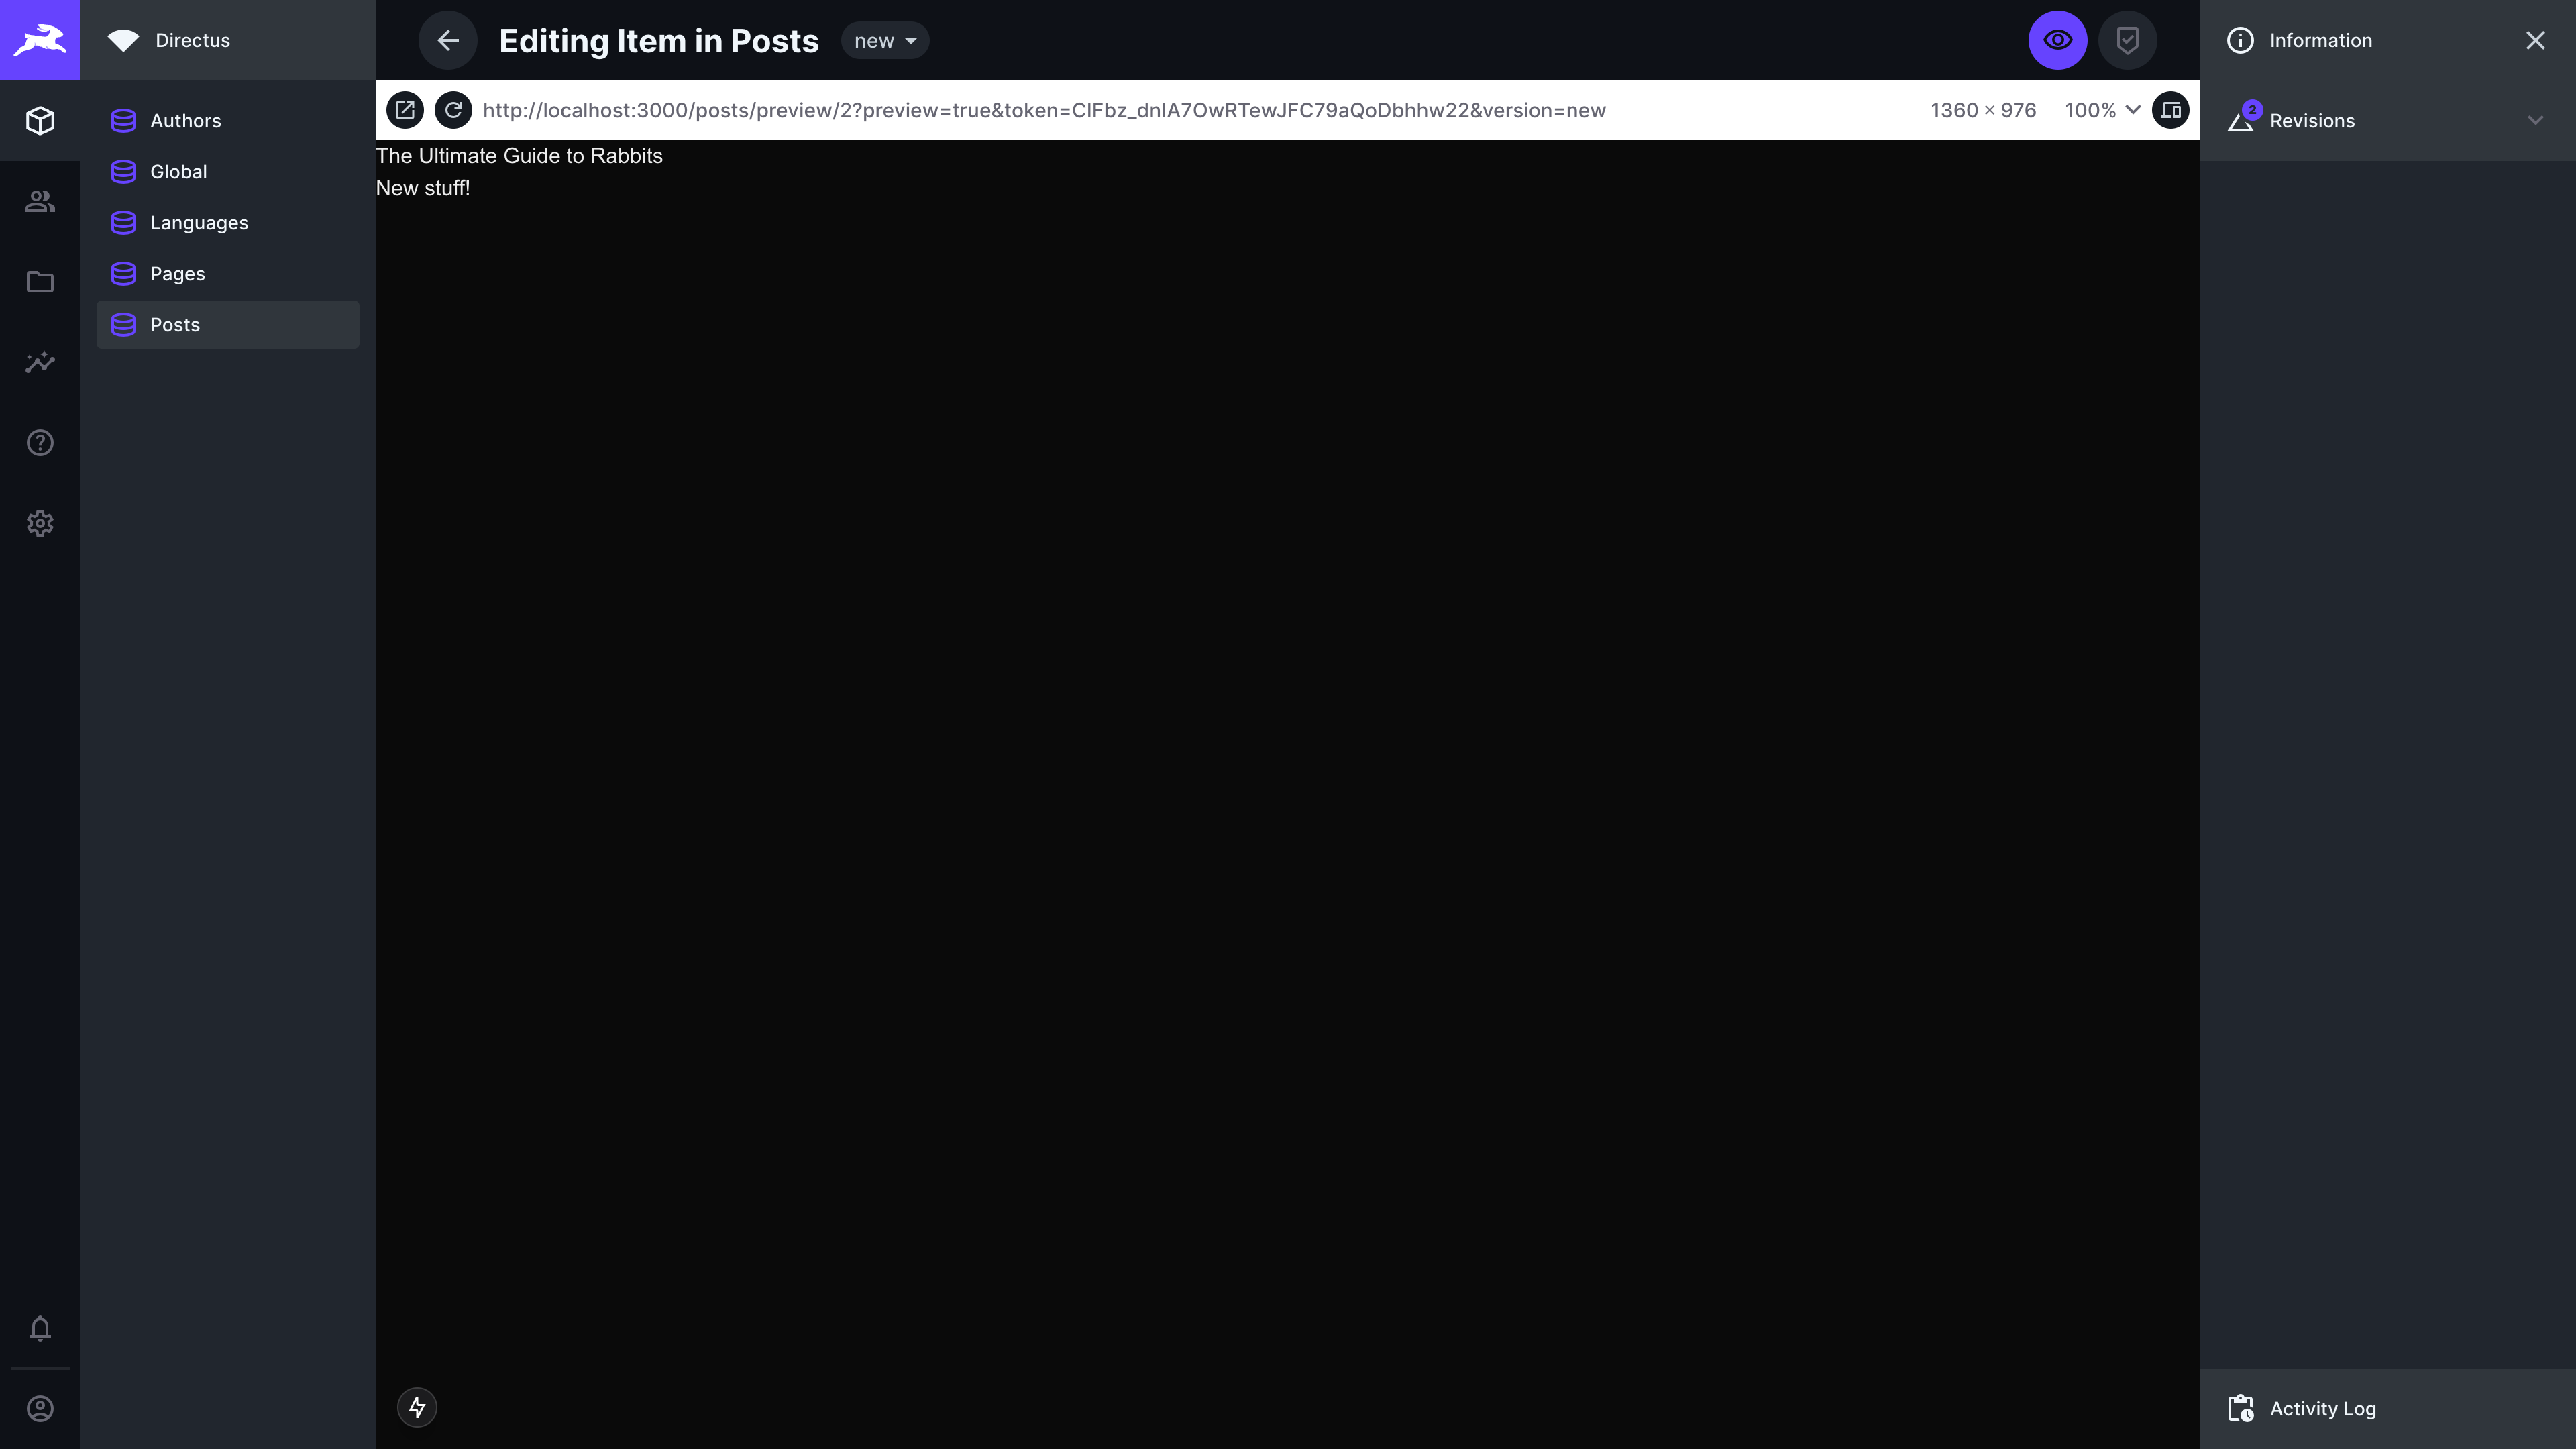 Directus
Editing Item in Posts
new
Information
Authors
Global
Languages
Pages
Posts
http://localhost:3000/posts/preview/2?preview=true&token=CIFbz_dnIA7OwRTewJFC79aQoDbhhw22&version=new
1360 × 976
100%
2
Revisions
The Ultimate Guide to Rabbits
New stuff!
Activity Log